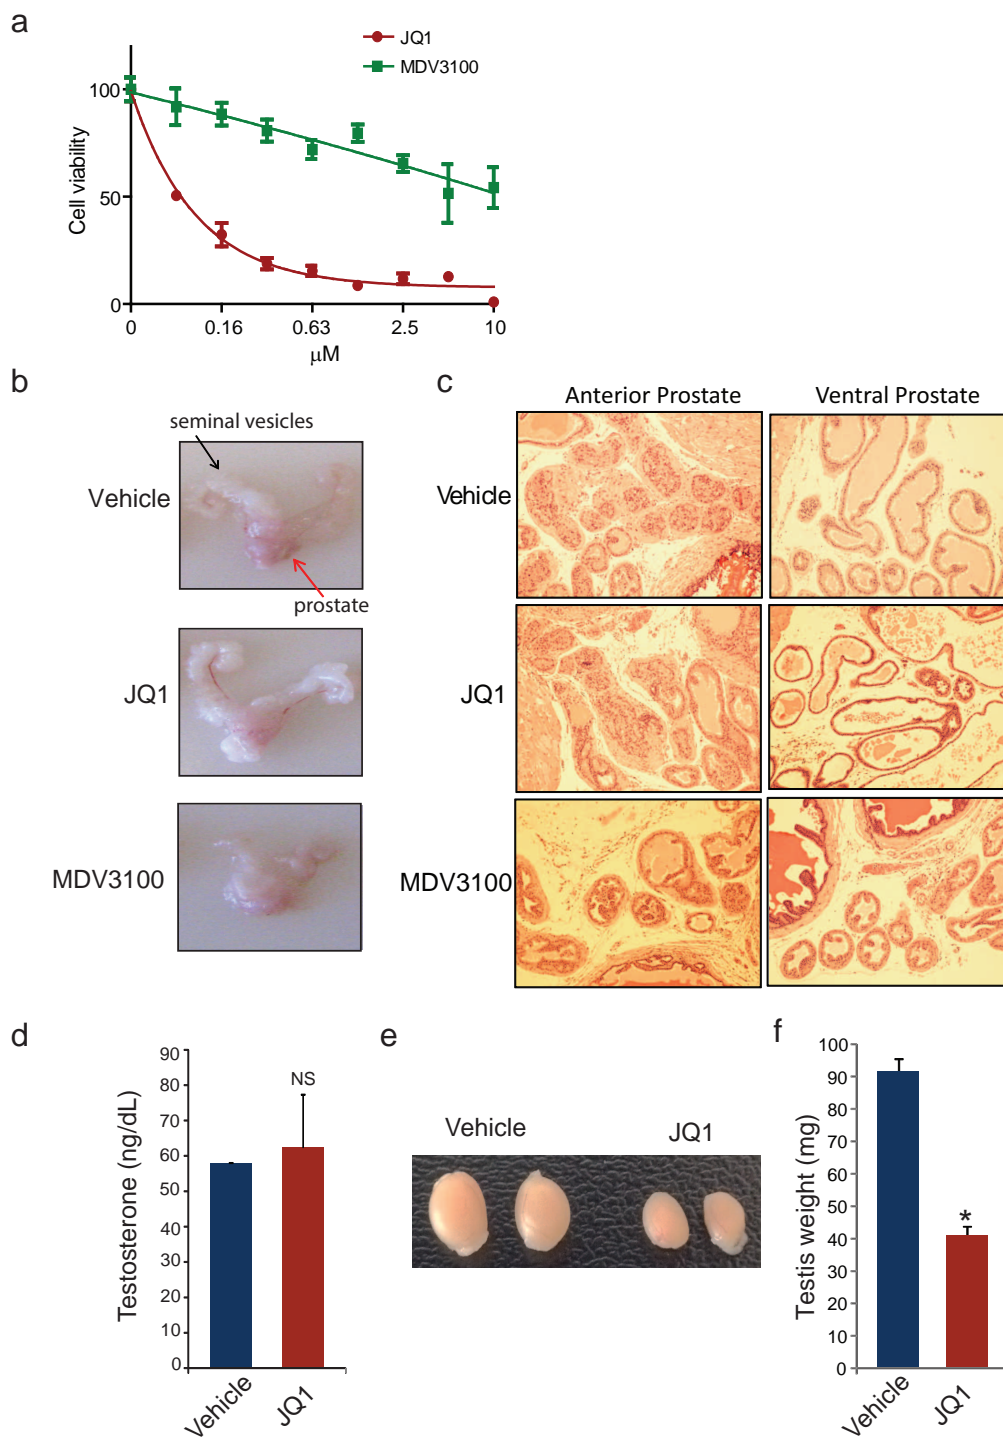 a
JQ1
MDV3100
Cell viability
100
50
0
0
0.16
0.63
2.5
10
μM
b
seminal vesicles
Vehicle
prostate
JQ1
MDV3100
c
Anterior Prostate
Ventral Prostate
Vehicle
JQ1
MDV3100
d
Testosterone (ng/dL)
90
80
70
60
50
40
30
20
10
0
NS
Vehicle
JQ1
e
Vehicle
JQ1
f
Testis weight (mg)
100
90
80
70
60
50
40
30
20
10
0
*
Vehicle
JQ1